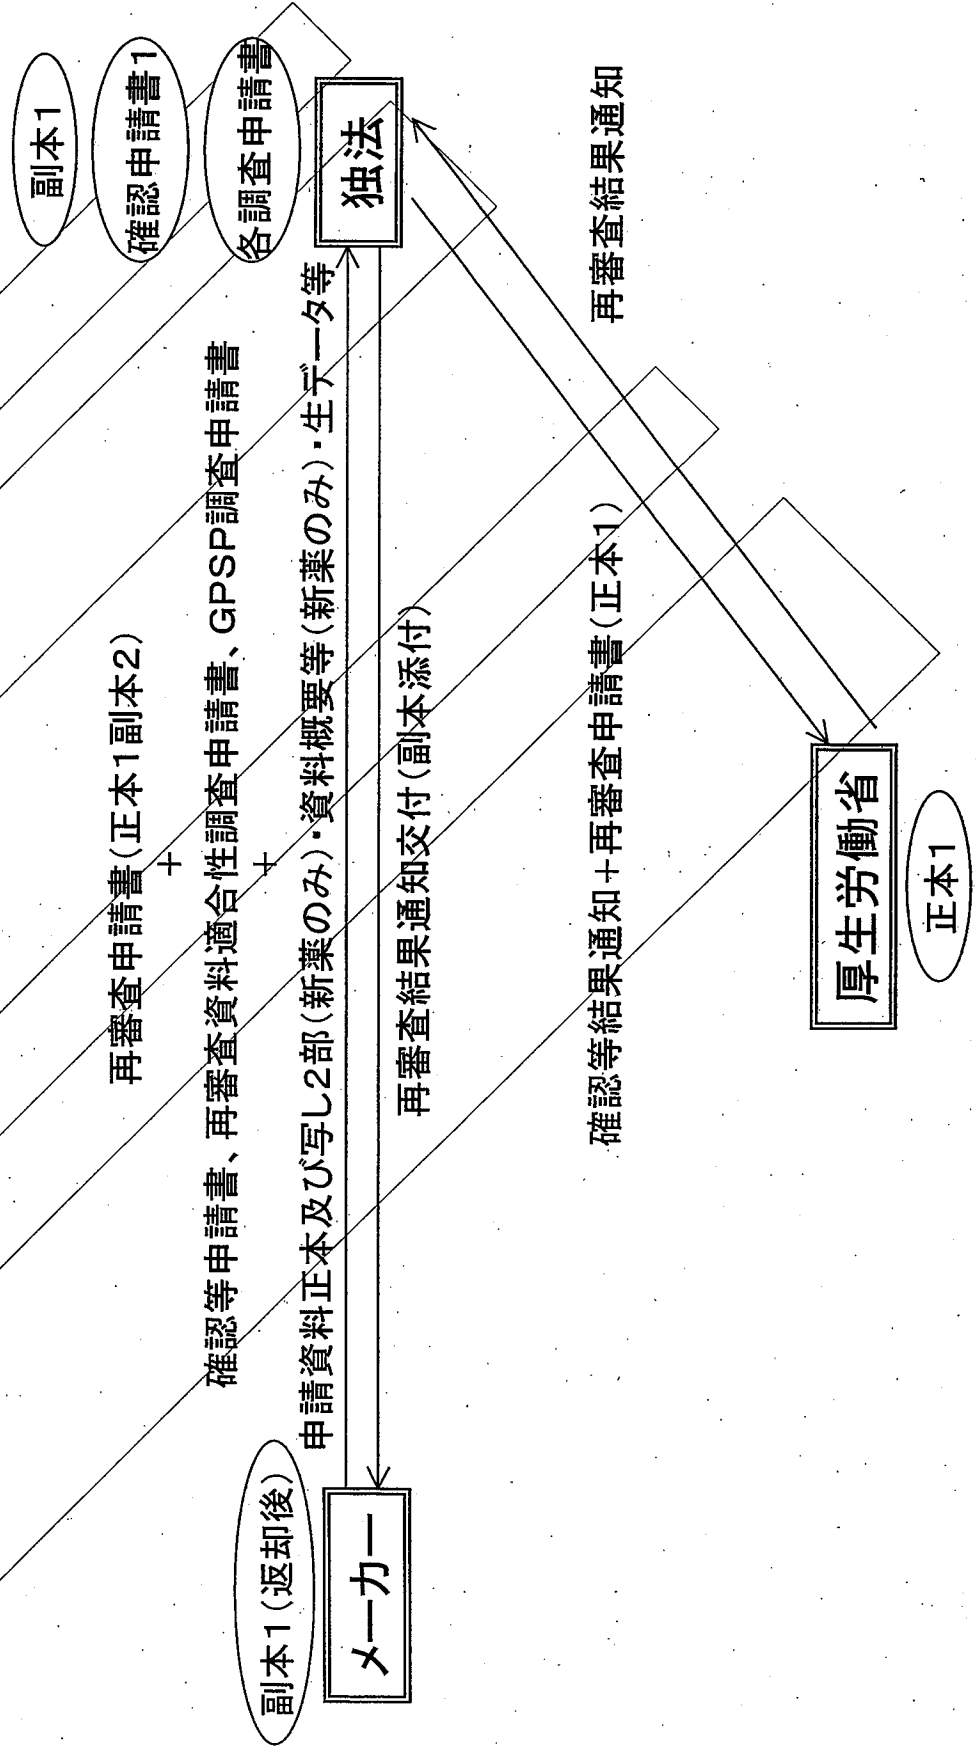 再審査申請書(正本1副本2)
+
確認等申請書、再審査資料適合性調査申請書、GPSP調査申請書
+
申請資料正本及び写し2部(新薬のみ)・資料概要等(新薬のみ)・生データ等
副本1
確認申請書1
各調査申請書
副本1(返却後)
メーカー
独法
再審査結果通知交付(副本添付)
確認等結果通知+再審査申請書(正本1)
再審査結果通知
厚生労働省
正本1